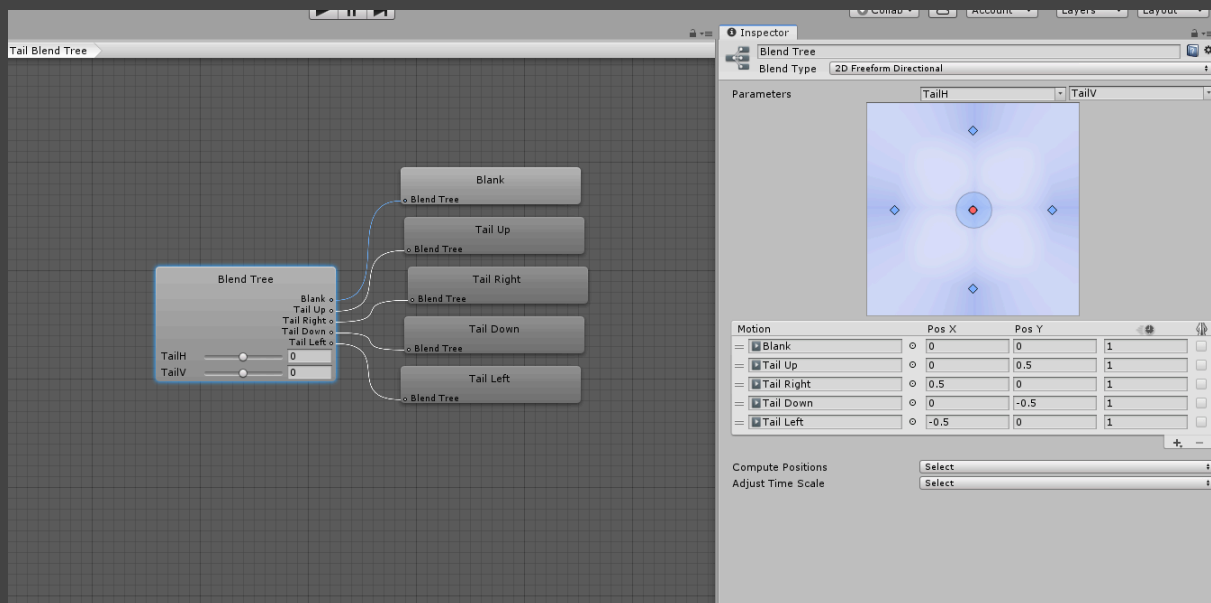 Collab Account Layers Layout
Tail Blend Tree
Blank
Blend Tree
Tail Up
Blend Tree
Tail Right
Blend Tree
Tail Down
Blend Tree
Tail Left
Blend Tree
Blend Tree
Blank
Tail Up
Tail Right
Tail Down
Tail Left
TailH 0
TailV 0
Inspector
Blend Tree
Blend Type 2D Freeform Directional
Parameters TailH TailV
Motion Pos X Pos Y
Blank 0 0 1
Tail Up 0 0.5 1
Tail Right 0.5 0 1
Tail Down 0 -0.5 1
Tail Left -0.5 0 1
Compute Positions Select
Adjust Time Scale Select